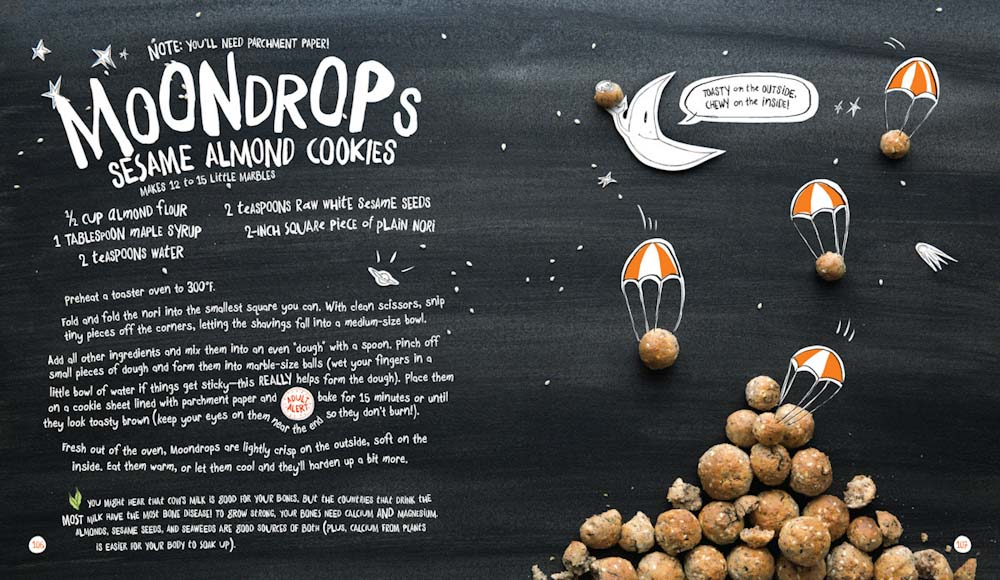 NOTE: YOU'LL NEED PARCHMENT PAPER!
MOONDROPS
SESAME ALMOND COOKIES
MAKES 12 to 15 LITTLE MARBLES
½ CUP ALMOND FLOUR
1 TABLESPOON MAPLE SYRUP
2 TEASPOONS WATER
2 TEASPOONS RAW WHITE SESAME SEEDS
2-INCH SQUARE PIECE OF PLAIN NORI
Preheat a toaster oven to 300°F.
Fold and fold the nori into the smallest square you can. With clean scissors, snip
tiny pieces off the corners, letting the shavings fall into a medium-size bowl.
Add all other ingredients and mix them into an even "dough" with a spoon. Pinch off
small pieces of dough and form them into marble-size balls (wet your fingers in a
little bowl of water if things get sticky—this REALLY helps form the dough). Place them
on a cookie sheet lined with parchment paper and ADULT ALERT bake for 15 minutes or until
they look toasty brown (keep your eyes on them near the end so they don't burn!).
Fresh out of the oven, Moondrops are lightly crisp on the outside, soft on the
inside. Eat them warm, or let them cool and they'll harden up a bit more.
YOU MIGHT HEAR THAT COW'S MILK IS GOOD FOR YOUR BONES, BUT THE COUNTRIES THAT DRINK THE
MOST MILK HAVE THE MOST BONE DISEASE! TO GROW STRONG, YOUR BONES NEED CALCIUM AND MAGNESIUM.
ALMONDS, SESAME SEEDS, AND SEAWEEDS ARE GOOD SOURCES OF BOTH (PLUS, CALCIUM FROM PLANTS
IS EASIER FOR YOUR BODY TO SOAK UP).
106
TOASTY on the OUTSIDE,
CHEWY on the INSIDE!
107